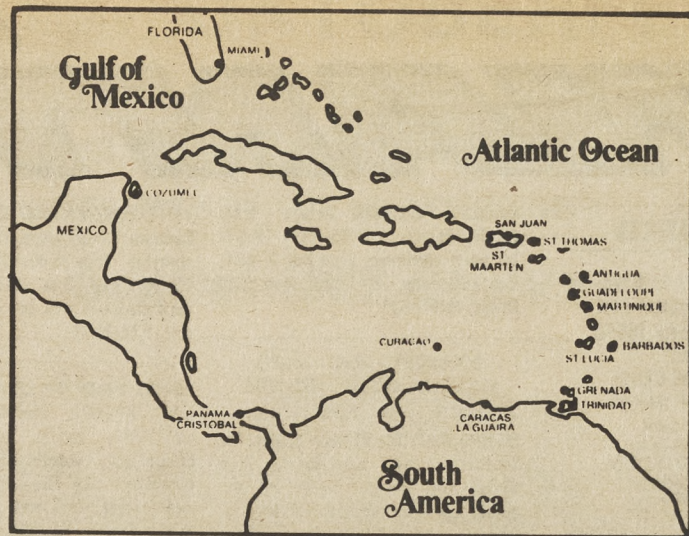 FLORIDA
MIAMI
Gulf of
Mexico
Atlantic Ocean
COZUMEL
MEXICO
SAN JUAN
ST THOMAS
ST
MAARTEN
ANTIGUA
GUADELOUPE
MARTINIQUE
CURACAO
BARBADOS
ST LUCIA
GRENADA
TRINIDAD
PANAMA
CRISTOBAL
CARACAS
LA GUAIRA
South
America